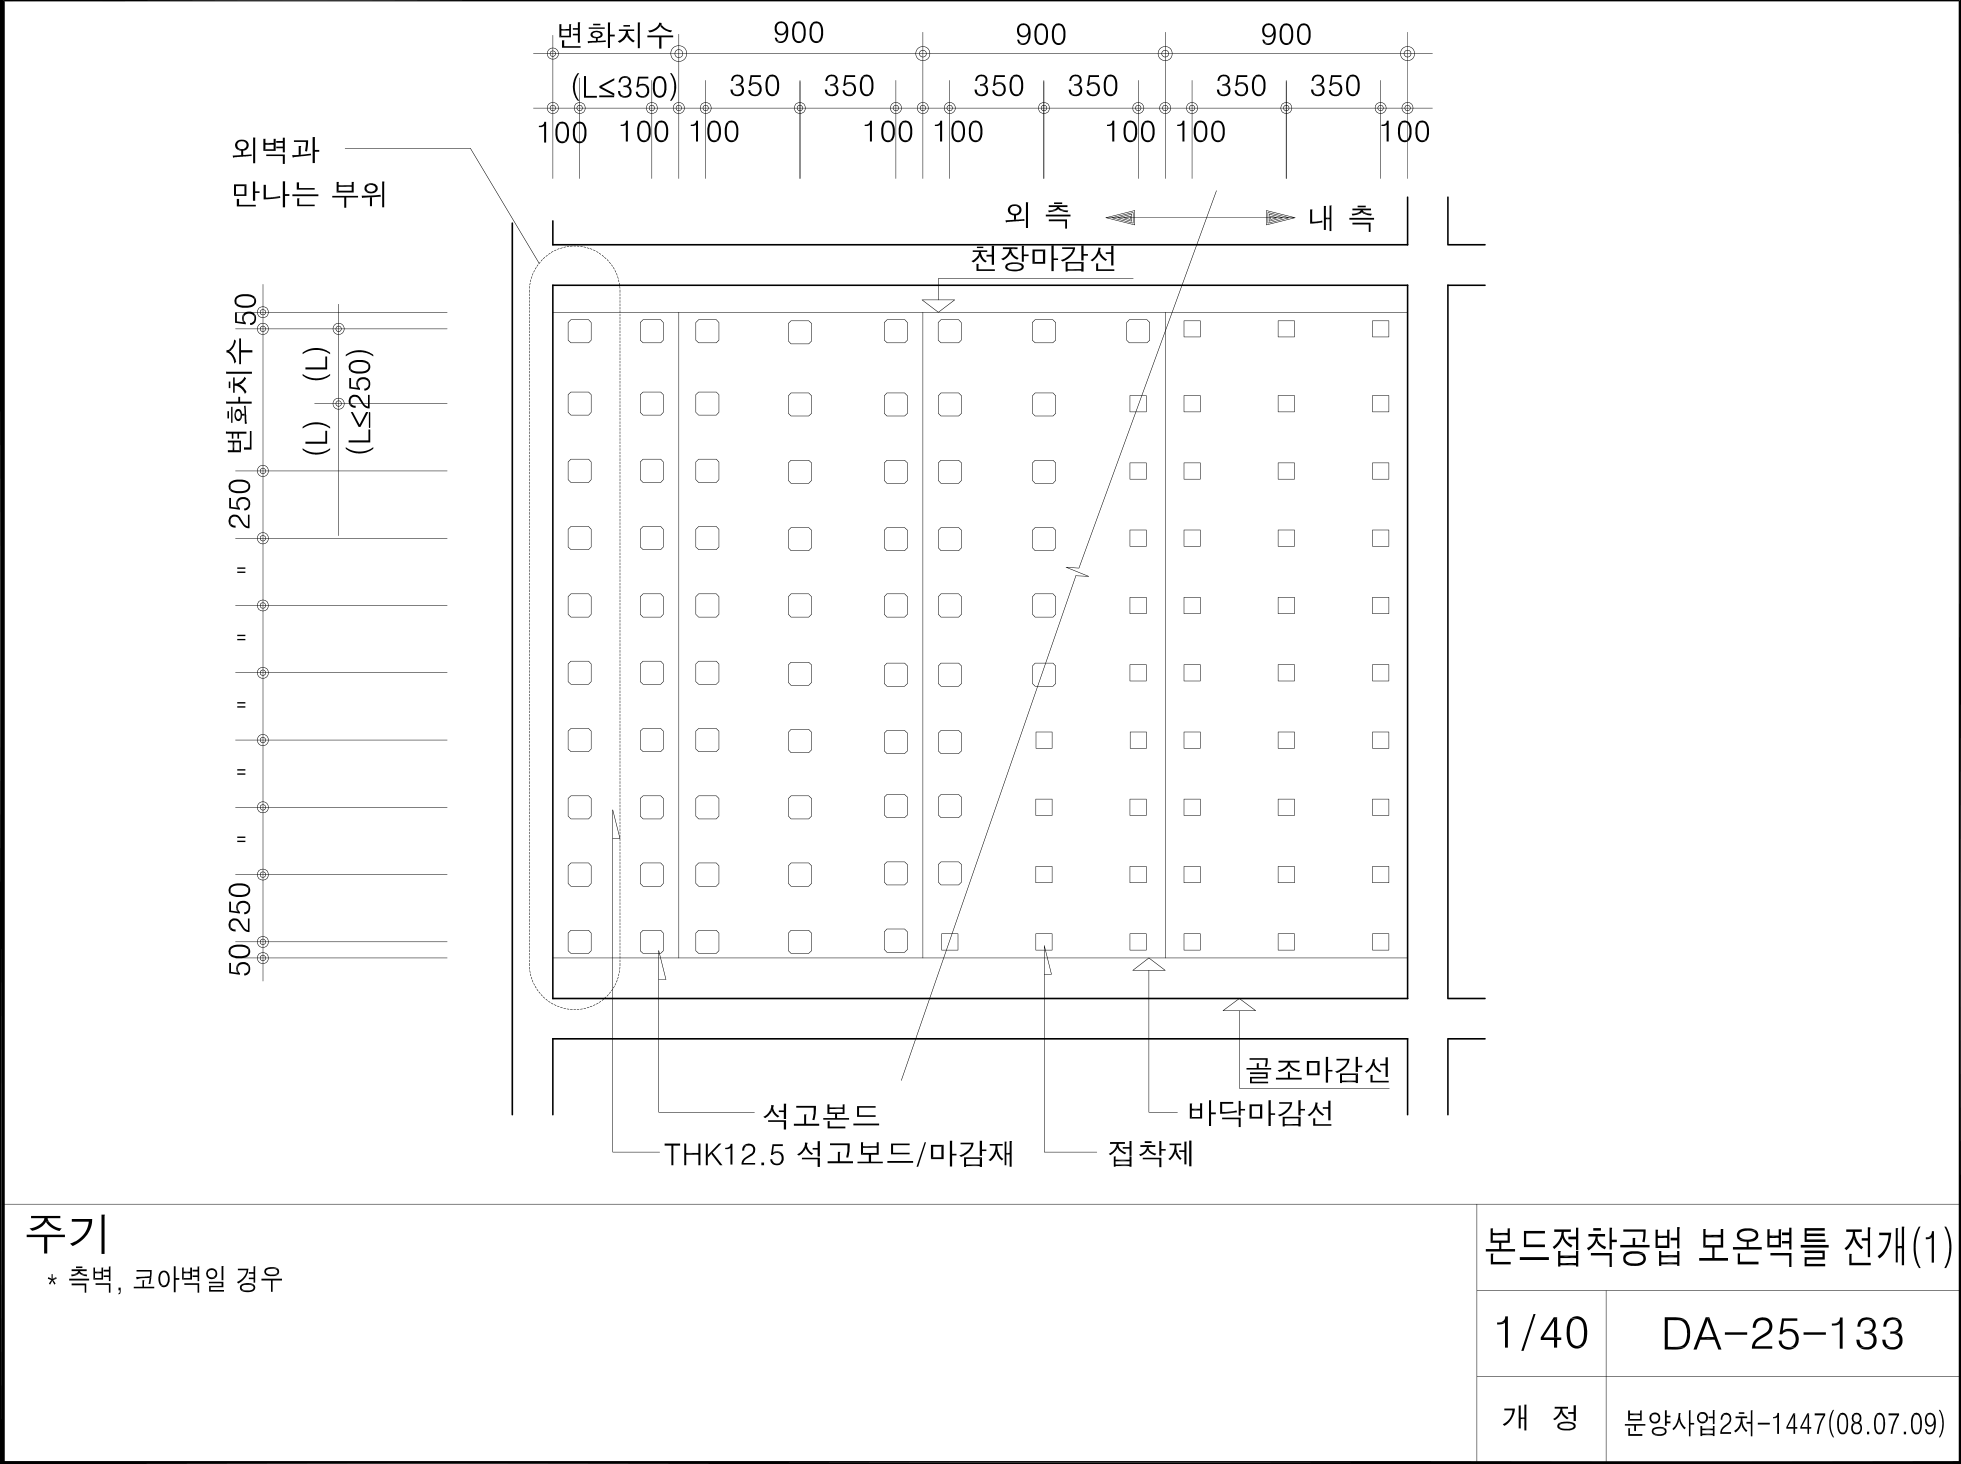 변화치수 900 900 900
(L≤350) 350 350 350 350 350 350
100 100 100 100 100 100 100 100
외벽과
만나는 부위
외 측 내 측
천장마감선
50
변화치수
(L) (L)
(L≤250)
250
=
=
=
=
=
250
50
골조마감선
바닥마감선
석고본드
THK12.5 석고보드/마감재
접착제
주기
* 측벽, 코아벽일 경우
본드접착공법 보온벽틀 전개(1)
1/40 DA-25-133
개 정 분양사업2처-1447(08.07.09)